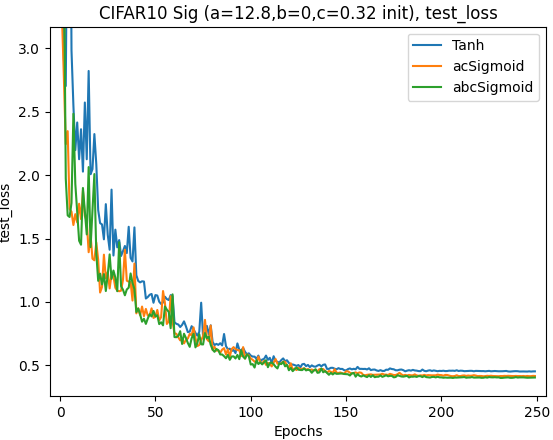 CIFAR10 Sig (a=12.8,b=0,c=0.32 init), test_loss
Tanh
acSigmoid
abcSigmoid
test_loss
3.0
2.5
2.0
1.5
1.0
0.5
0 50 100 150 200 250
Epochs